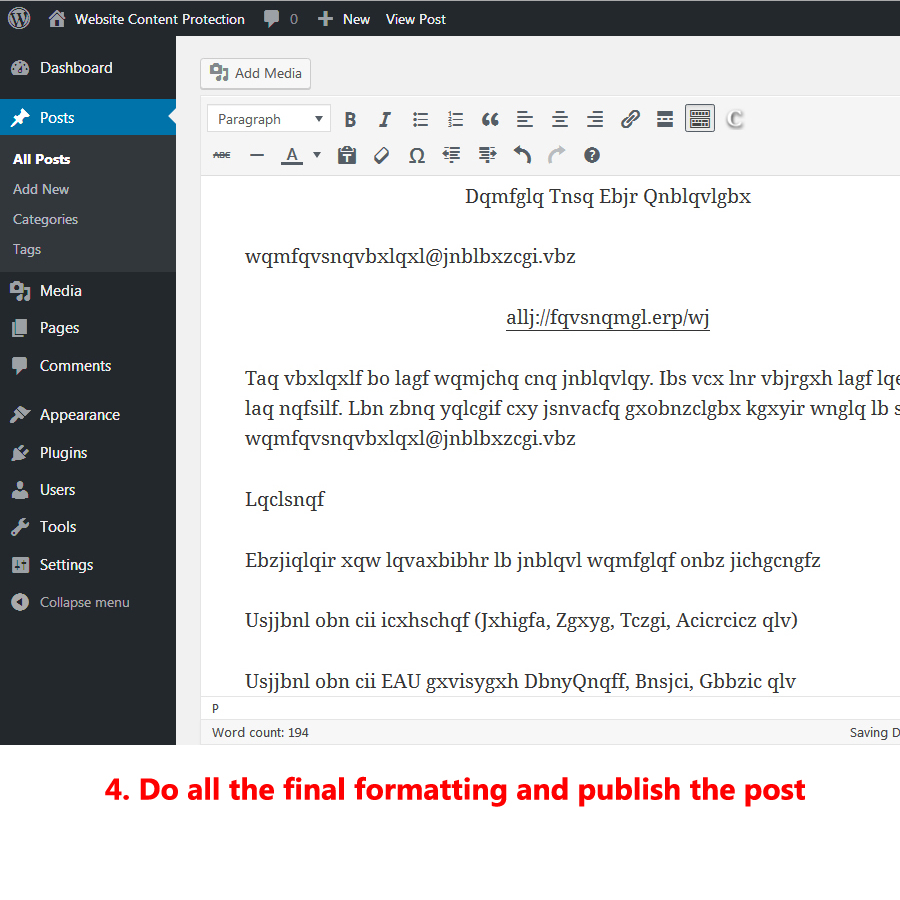 Website Content Protection 0 New View Post
Dashboard
Posts
All Posts
Add New
Categories
Tags
Media
Pages
Comments
Appearance
Plugins
Users
Tools
Settings
Collapse menu
Add Media
Paragraph B I C
ABC A T Ω ?
Dqmfglq Tnsq Ebjr Qnblqvlgbx
wqmfqvsnqvbxlqxl@jnblbxzcgi.vbz
allj://fqvsnqmgl.erp/wj
Taq vbxlqxlf bo lagf wqmjchq cnq jnblqvlqy. Ibs vcx lnr vbjrgxh lagf lqe
laq nqfsilf. Lbn zbnq yqlcgif cxy jsnvacfq gxobnzclgbx kgxyir wnglq lb s
wqmfqvsnqvbxlqxl@jnblbxzcgi.vbz
Lqclsnqf
Ebzjiqlqir xqw lqvaxbibhr lb jnblqvl wqmfglqf onbz jichgcngfz
Usjjbnl obn cii icxhschqf (Jxhigfa, Zgxyg, Tczgi, Acicrcicz qlv)
Usjjbnl obn cii EAU gxvisygxh DbnyQnqff, Bnsjci, Gbbzic qlv
P
Word count: 194
Saving D
4. Do all the final formatting and publish the post